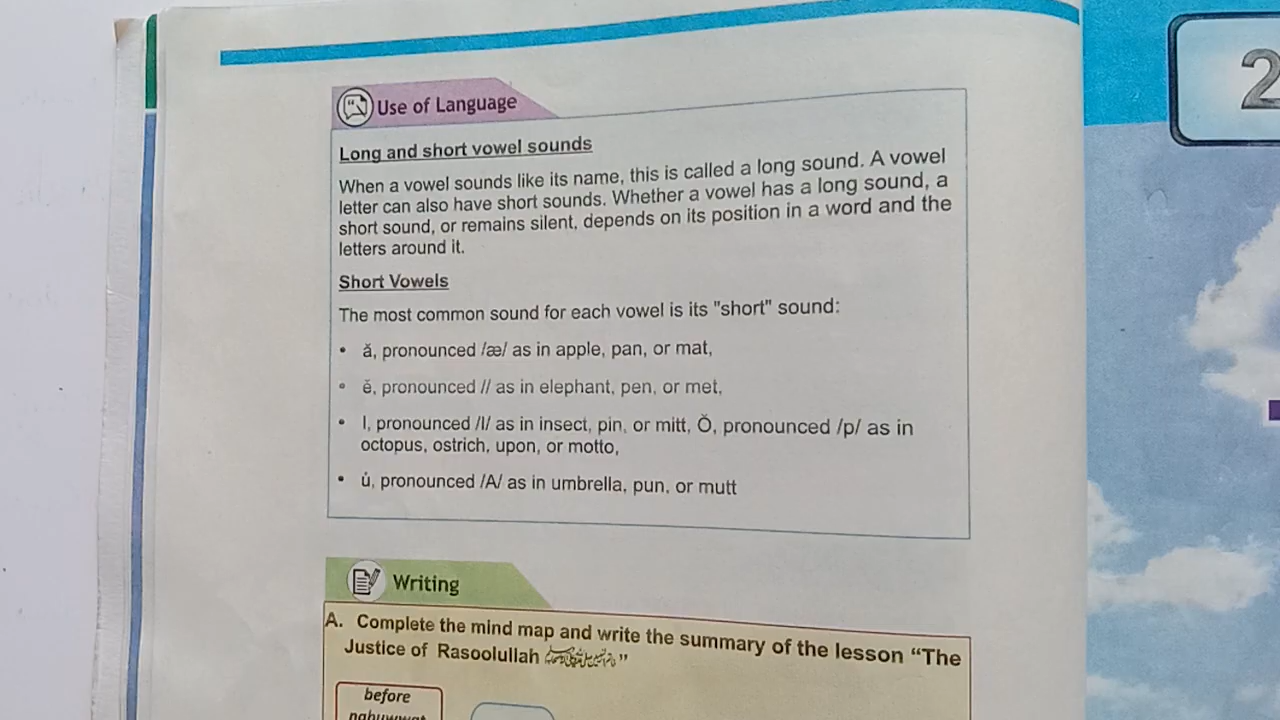 Use of Language
Long and short vowel sounds
When a vowel sounds like its name, this is called a long sound. A vowel
letter can also have short sounds. Whether a vowel has a long sound, a
short sound, or remains silent, depends on its position in a word and the
letters around it.
Short Vowels
The most common sound for each vowel is its "short" sound:
• ă, pronounced /æ/ as in apple, pan, or mat,
• ĕ, pronounced // as in elephant, pen, or met,
• I, pronounced /I/ as in insect, pin, or mitt, Ŏ, pronounced /p/ as in
octopus, ostrich, upon, or motto,
• ủ, pronounced /A/ as in umbrella, pun, or mutt
Writing
A. Complete the mind map and write the summary of the lesson “The
Justice of Rasoolullah ”
before
2